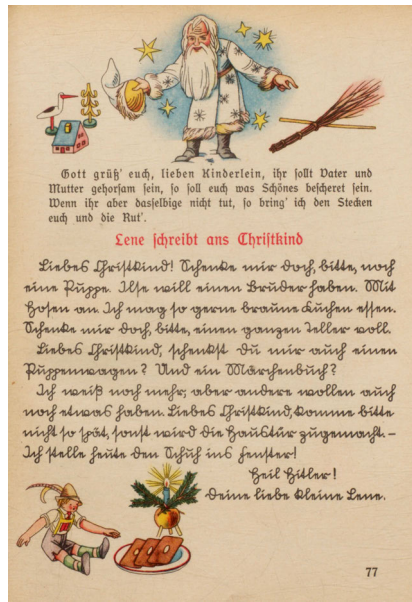 Gott grüß' euch, lieben Kinderlein, ihr sollt Vater und
Mutter gehorsam sein, so soll euch was Schönes bescheret sein.
Wenn ihr aber dasselbige nicht tut, so bring' ich den Stecken
euch und die Rut'.
Lene schreibt ans Christkind
Liebes Christkind! Schenke mir doch, bitte, noch
eine Puppe. Ilse will einen Bruder haben. Mit
Hosen an. Ich mag so gerne braune Kuchen essen.
Schenke mir doch, bitte, einen ganzen Teller voll.
Liebes Christkind, schenkst du mir auch einen
Puppenwagen? Und ein Märchenbuch?
Ich weiß noch mehr, aber andere wollen auch
noch etwas haben. Liebes Christkind, komme bitte
nicht so spät, sonst wird die Haustür zugemacht. –
Ich stelle heute den Schuh ins Fenster!
Heil Hitler!
Deine liebe kleine Lene.
77